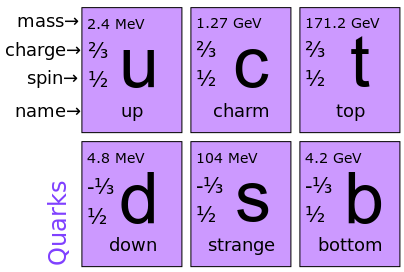 mass→ 2.4 MeV 1.27 GeV 171.2 GeV
charge→ ⅔ u ⅔ c ⅔ t
spin→ ½ ½ ½
name→ up charm top
Quarks
4.8 MeV 104 MeV 4.2 GeV
-⅓ d -⅓ s -⅓ b
½ ½ ½
down strange bottom